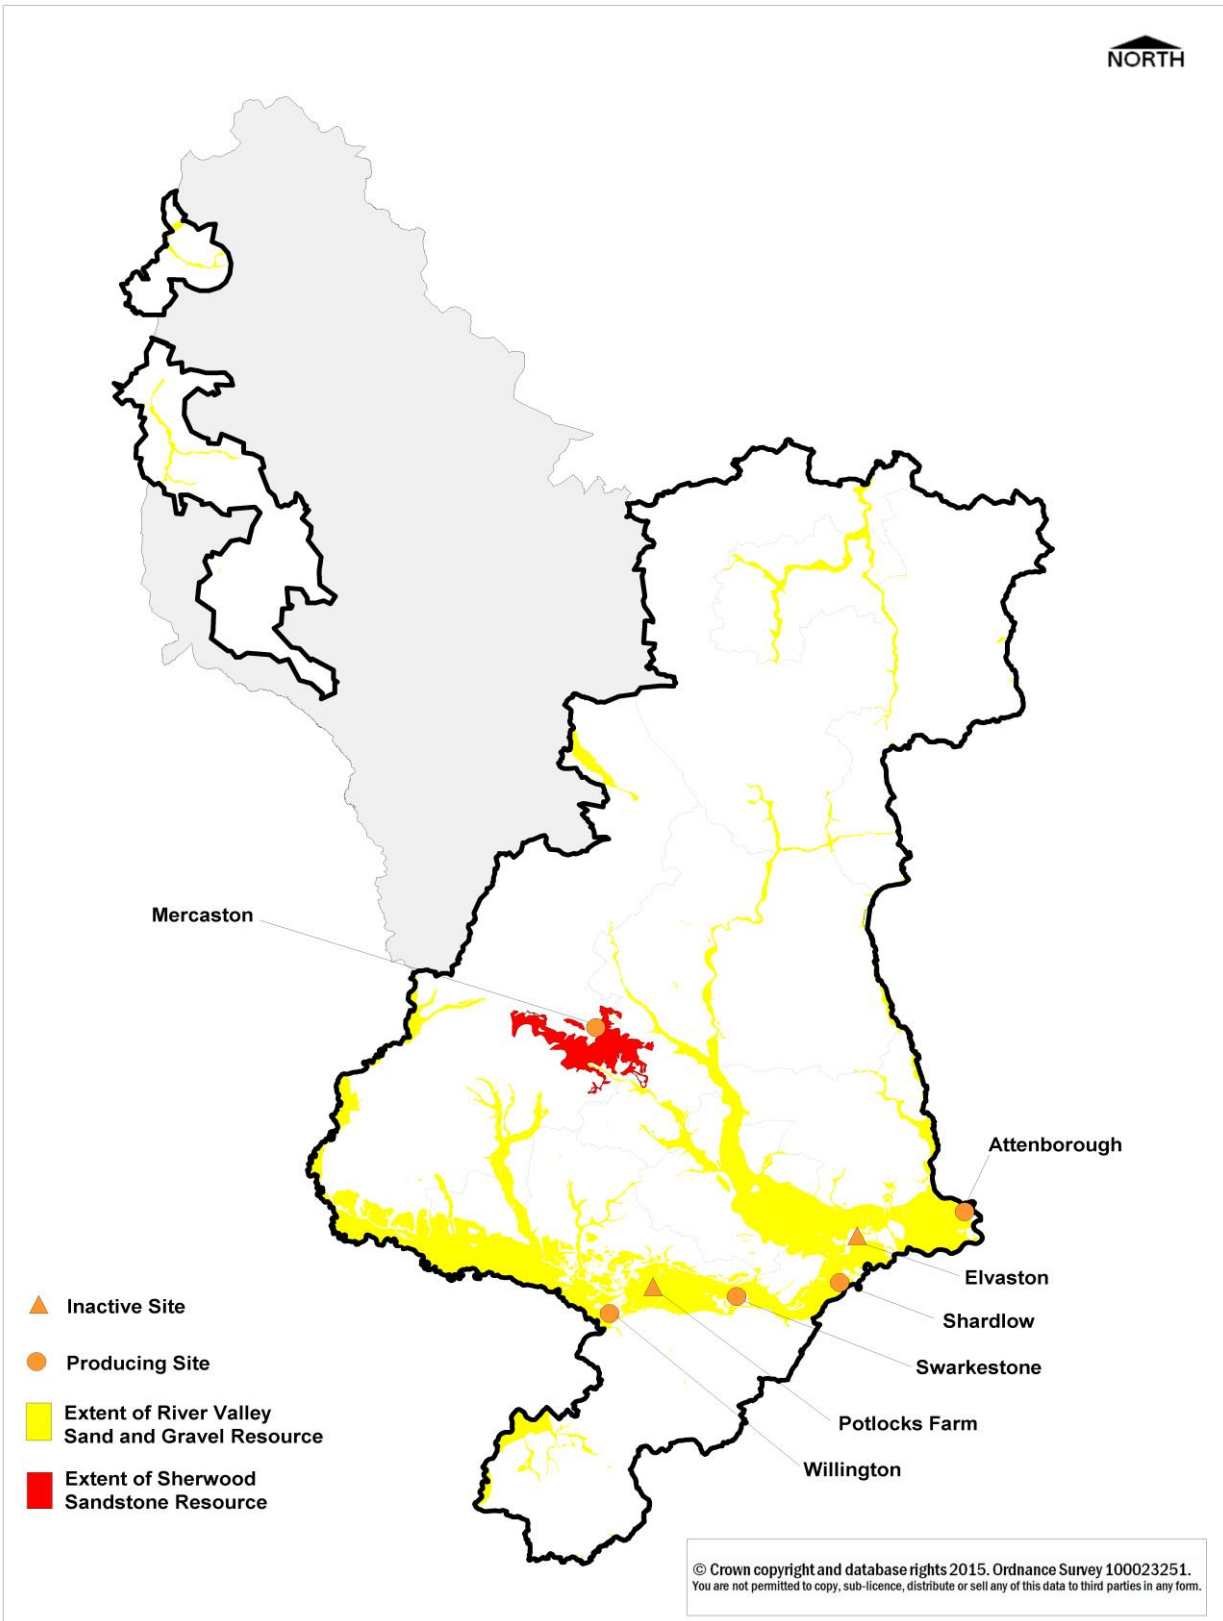 NORTH
Mercaston
Attenborough
Elvaston
Shardlow
Swarkestone
Potlocks Farm
Willington
Inactive Site
Producing Site
Extent of River Valley
Sand and Gravel Resource
Extent of Sherwood
Sandstone Resource
© Crown copyright and database rights 2015. Ordnance Survey 100023251.
You are not permitted to copy, sub-licence, distribute or sell any of this data to third parties in any form.